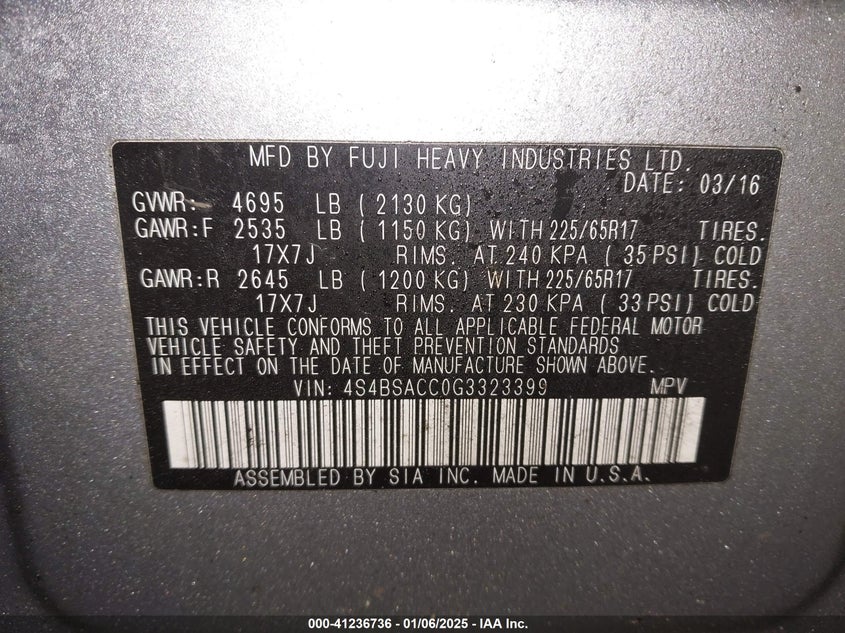 MFD BY FUJI HEAVY INDUSTRIES LTD.
DATE: 03/16
GVWR: 4695 LB ( 2130 KG)
GAWR:F 2535 LB ( 1150 KG) WITH 225/65R17 TIRES.
17X7J RIMS. AT 240 KPA ( 35 PSI) COLD
GAWR:R 2645 LB ( 1200 KG) WITH 225/65R17 TIRES.
17X7J RIMS. AT 230 KPA ( 33 PSI) COLD
THIS VEHICLE CONFORMS TO ALL APPLICABLE FEDERAL MOTOR
VEHICLE SAFETY AND THEFT PREVENTION STANDARDS
IN EFFECT ON THE DATE OF MANUFACTURE SHOWN ABOVE.
VIN: 4S4BSACC0G3323399 MPV
ASSEMBLED BY SIA INC. MADE IN U.S.A.
000-41236736 - 01/06/2025 - IAA Inc.